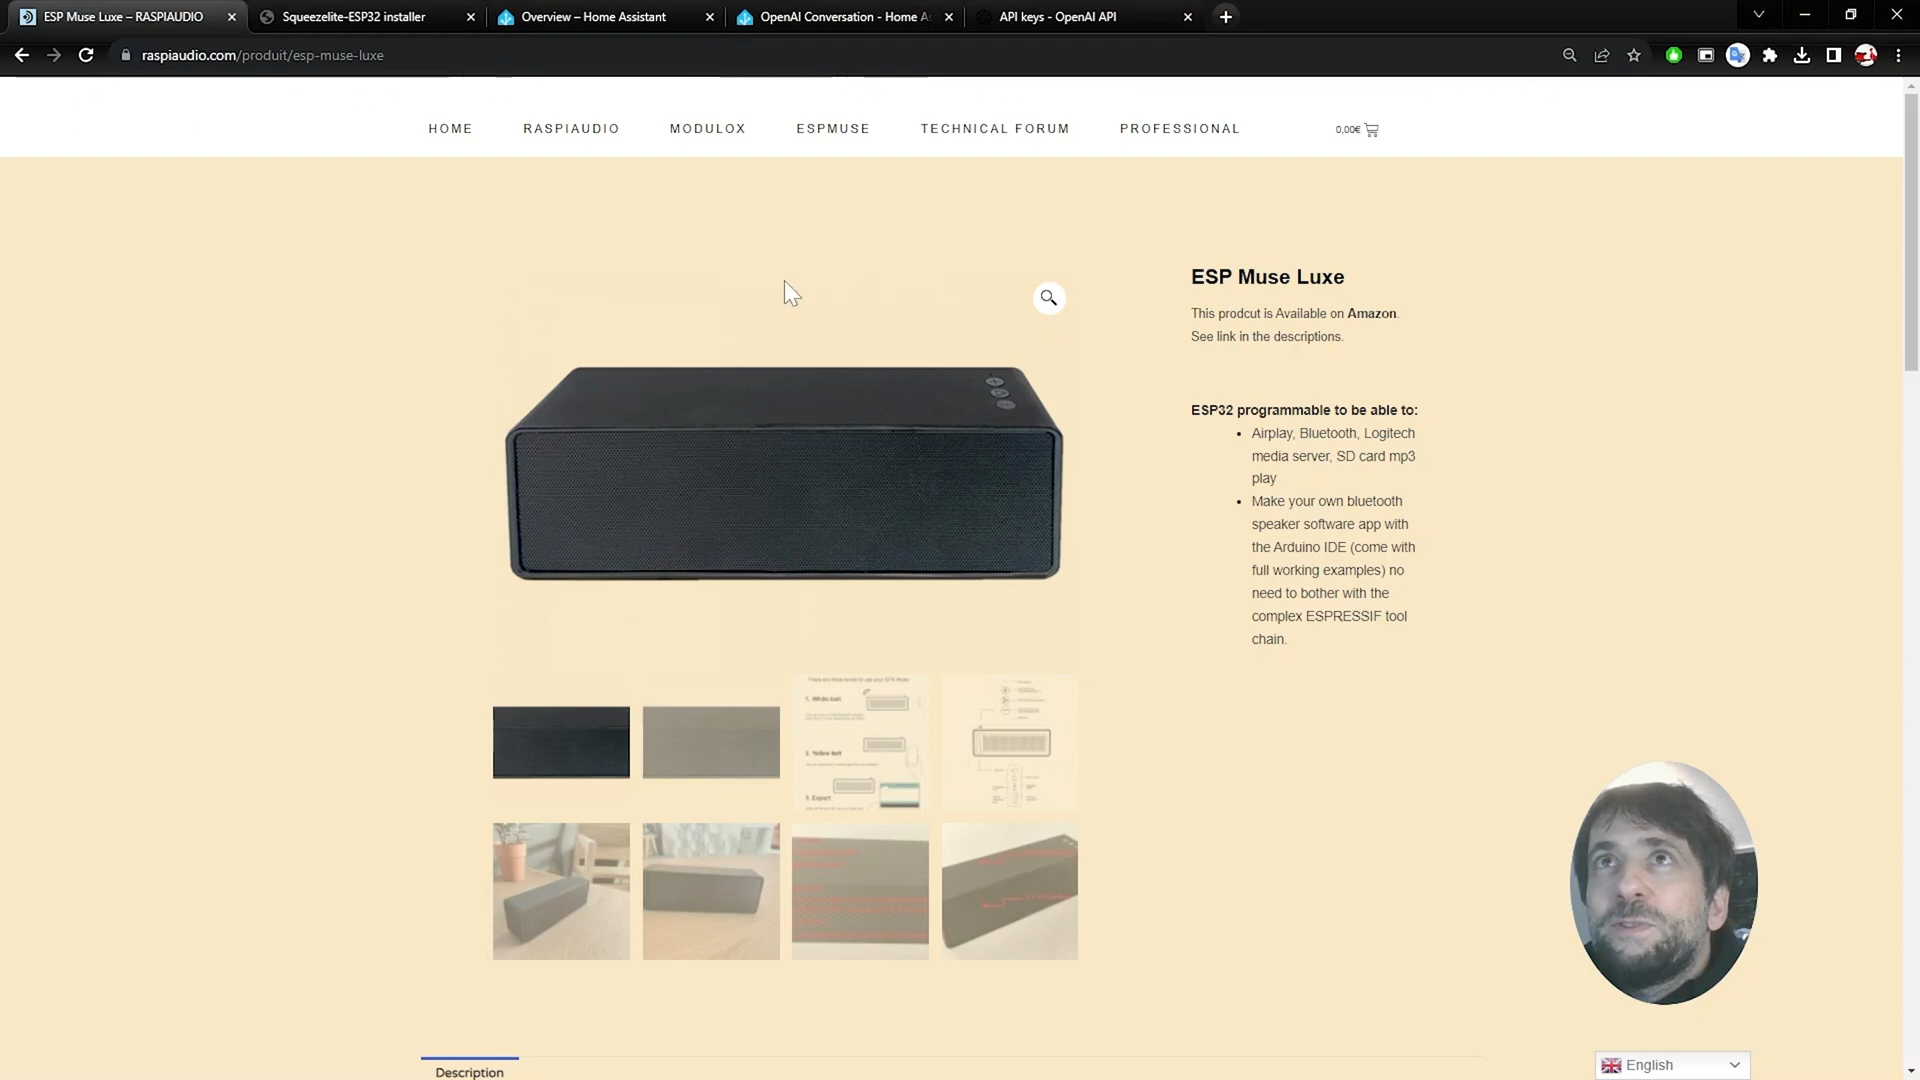 ESP Muse Luxe – RASPIAUDIO
Squeezelite-ESP32 installer
Overview – Home Assistant
OpenAI Conversation - Home As
API keys - OpenAI API
raspiaudio.com/produit/esp-muse-luxe
HOME
RASPIAUDIO
MODULOX
ESPMUSE
TECHNICAL FORUM
PROFESSIONAL
0,00€
ESP Muse Luxe
This prodcut is Available on Amazon.
See link in the descriptions.
ESP32 programmable to be able to:
• Airplay, Bluetooth, Logitech
media server, SD card mp3
play
• Make your own bluetooth
speaker software app with
the Arduino IDE (come with
full working examples) no
need to bother with the
complex ESPRESSIF tool
chain.
3. Expert
Description
English